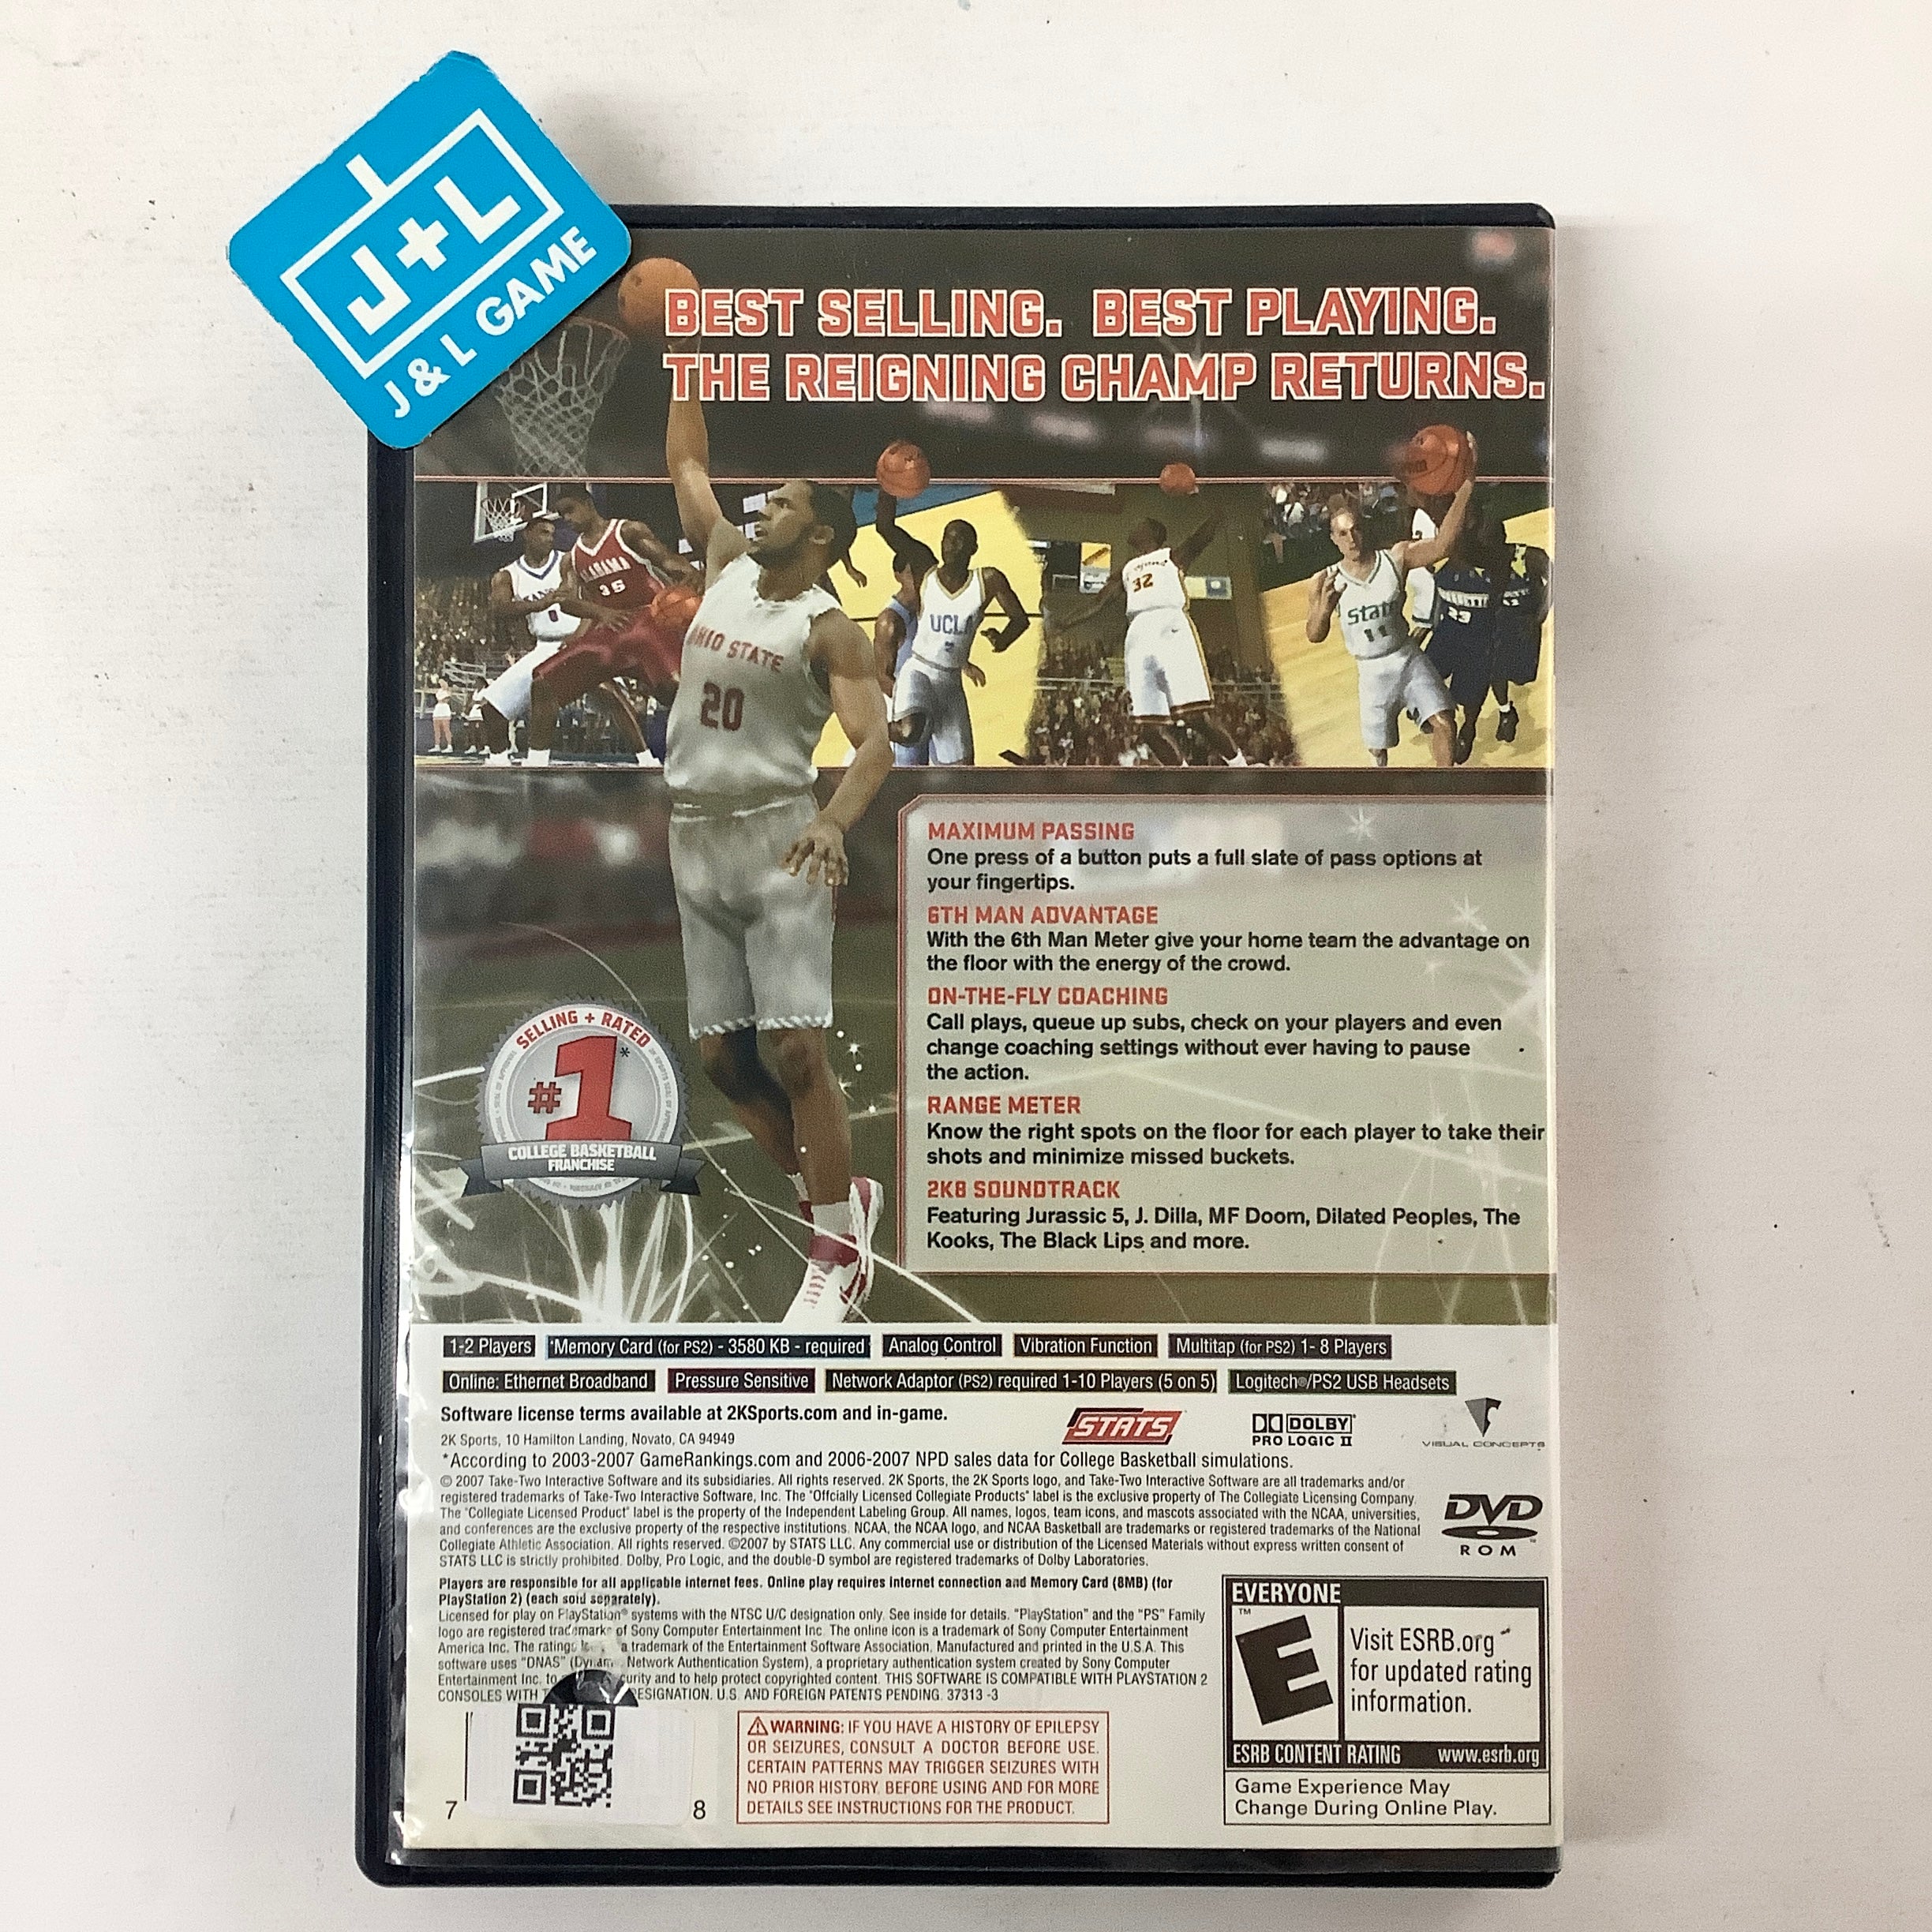 J+L
J & L GAME
BEST SELLING. BEST PLAYING.
THE REIGNING CHAMP RETURNS.
ALABAMA
35
OHIO STATE
20
UCLA
32
State
11
23
MAXIMUM PASSING
One press of a button puts a full slate of pass options at
your fingertips.
6TH MAN ADVANTAGE
With the 6th Man Meter give your home team the advantage on
the floor with the energy of the crowd.
ON-THE-FLY COACHING
Call plays, queue up subs, check on your players and even
change coaching settings without ever having to pause
the action.
RANGE METER
Know the right spots on the floor for each player to take their
shots and minimize missed buckets.
2K8 SOUNDTRACK
Featuring Jurassic 5, J. Dilla, MF Doom, Dilated Peoples, The
Kooks, The Black Lips and more.
SELLING + RATED
#1*
COLLEGE BASKETBALL
FRANCHISE
1-2 Players *Memory Card (for PS2) - 3580 KB - required Analog Control Vibration Function Multitap (for PS2) 1- 8 Players
Online: Ethernet Broadband Pressure Sensitive Network Adaptor (PS2) required 1-10 Players (5 on 5) Logitech®/PS2 USB Headsets
Software license terms available at 2KSports.com and in-game.
2K Sports, 10 Hamilton Landing, Novato, CA 94949
STATS
DOLBY
PRO LOGIC II
VISUAL CONCEPTS
*According to 2003-2007 GameRankings.com and 2006-2007 NPD sales data for College Basketball simulations.
© 2007 Take-Two Interactive Software and its subsidiaries. All rights reserved. 2K Sports, the 2K Sports logo, and Take-Two Interactive Software are all trademarks and/or
registered trademarks of Take-Two Interactive Software, Inc. The "Offcially Licensed Collegiate Products" label is the exclusive property of The Collegiate Licensing Company.
The "Collegiate Licensed Product" label is the property of the Independent Labeling Group. All names, logos, team icons, and mascots associated with the NCAA, universities,
and conferences are the exclusive property of the respective institutions. NCAA, the NCAA logo, and NCAA Basketball are trademarks or registered trademarks of the National
Collegiate Athletic Association. All rights reserved. ©2007 by STATS LLC. Any commercial use or distribution of the Licensed Materials without express written consent of
STATS LLC is strictly prohibited. Dolby, Pro Logic, and the double-D symbol are registered trademarks of Dolby Laboratories.
DVD
ROM
Players are responsible for all applicable internet fees. Online play requires internet connection and Memory Card (8MB) (for
PlayStation 2) (each sold separately).
Licensed for play on PlayStation® systems with the NTSC U/C designation only. See inside for details. "PlayStation" and the "PS" Family
logo are registered trademarks of Sony Computer Entertainment Inc. The online icon is a trademark of Sony Computer Entertainment
America Inc. The ratings a trademark of the Entertainment Software Association. Manufactured and printed in the U.S.A. This
software uses "DNAS" Network Authentication System), a proprietary authentication system created by Sony Computer
Entertainment Inc. to and to help protect copyrighted content. THIS SOFTWARE IS COMPATIBLE WITH PLAYSTATION 2
CONSOLES WITH U.S. AND FOREIGN PATENTS PENDING. 37313 -3
7 8
WARNING: IF YOU HAVE A HISTORY OF EPILEPSY
OR SEIZURES, CONSULT A DOCTOR BEFORE USE.
CERTAIN PATTERNS MAY TRIGGER SEIZURES WITH
NO PRIOR HISTORY. BEFORE USING AND FOR MORE
DETAILS SEE INSTRUCTIONS FOR THE PRODUCT.
EVERYONE
E
Visit ESRB.org
for updated rating
information.
ESRB CONTENT RATING www.esrb.org
Game Experience May
Change During Online Play.